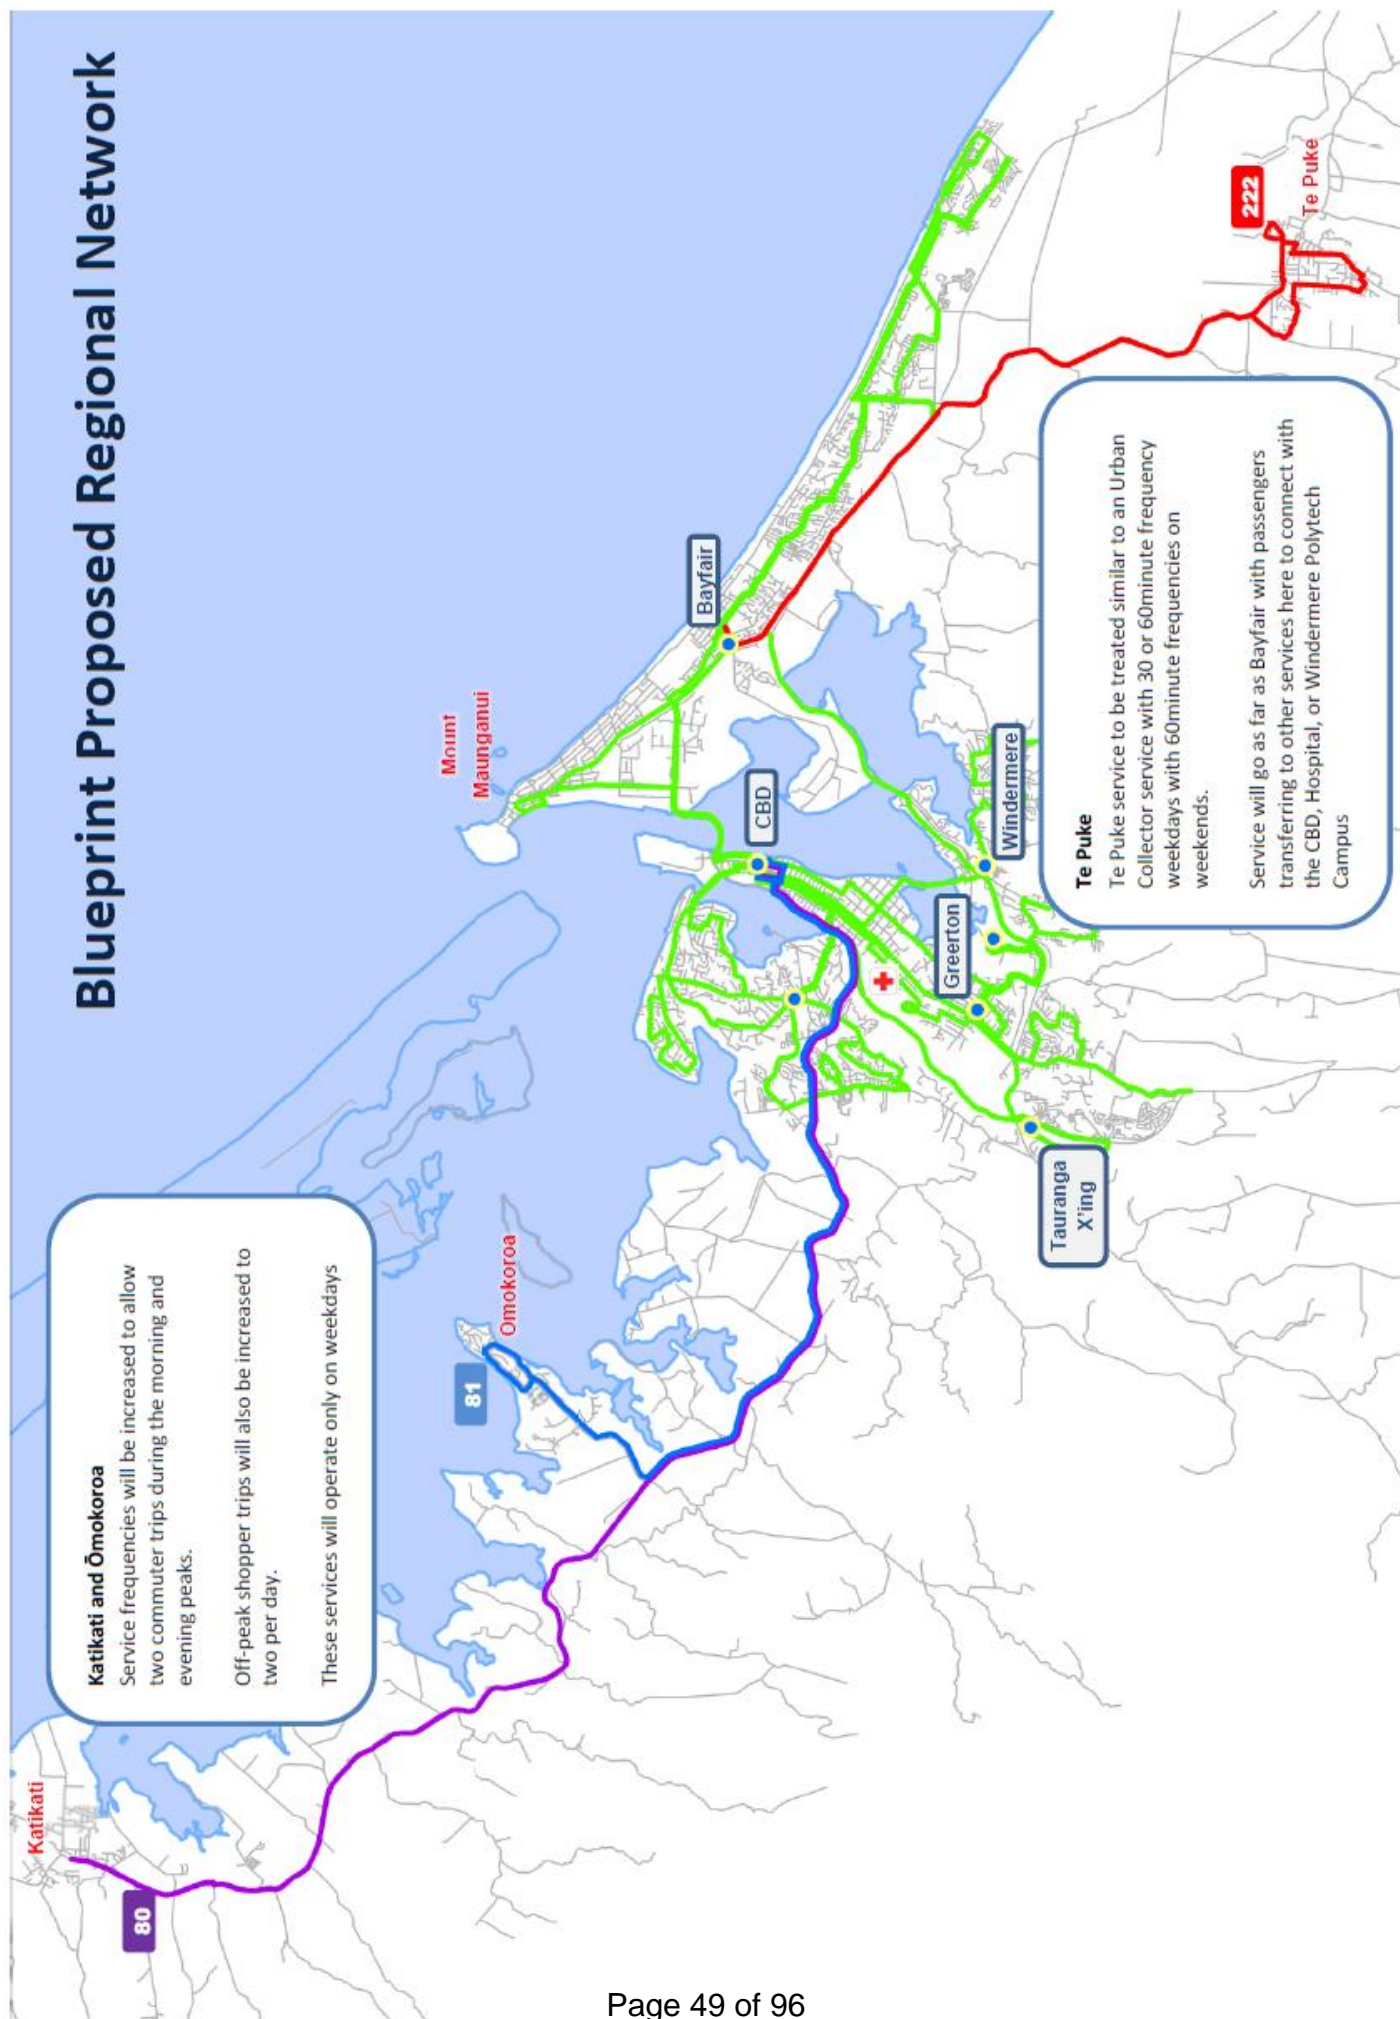 Blueprint Proposed Regional Network
Katikati
80
Katikati and Ōmokoroa
Service frequencies will be increased to allow
two commuter trips during the morning and
evening peaks.
Off-peak shopper trips will also be increased to
two per day.
These services will operate only on weekdays
81
Omokoroa
Mount
Maunganui
Bayfair
CBD
Windermere
Greerton
Tauranga
X'ing
222
Te Puke
Te Puke
Te Puke service to be treated similar to an Urban
Collector service with 30 or 60minute frequency
weekdays with 60minute frequencies on
weekends.
Service will go as far as Bayfair with passengers
transferring to other services here to connect with
the CBD, Hospital, or Windermere Polytech
Campus
Page 49 of 96